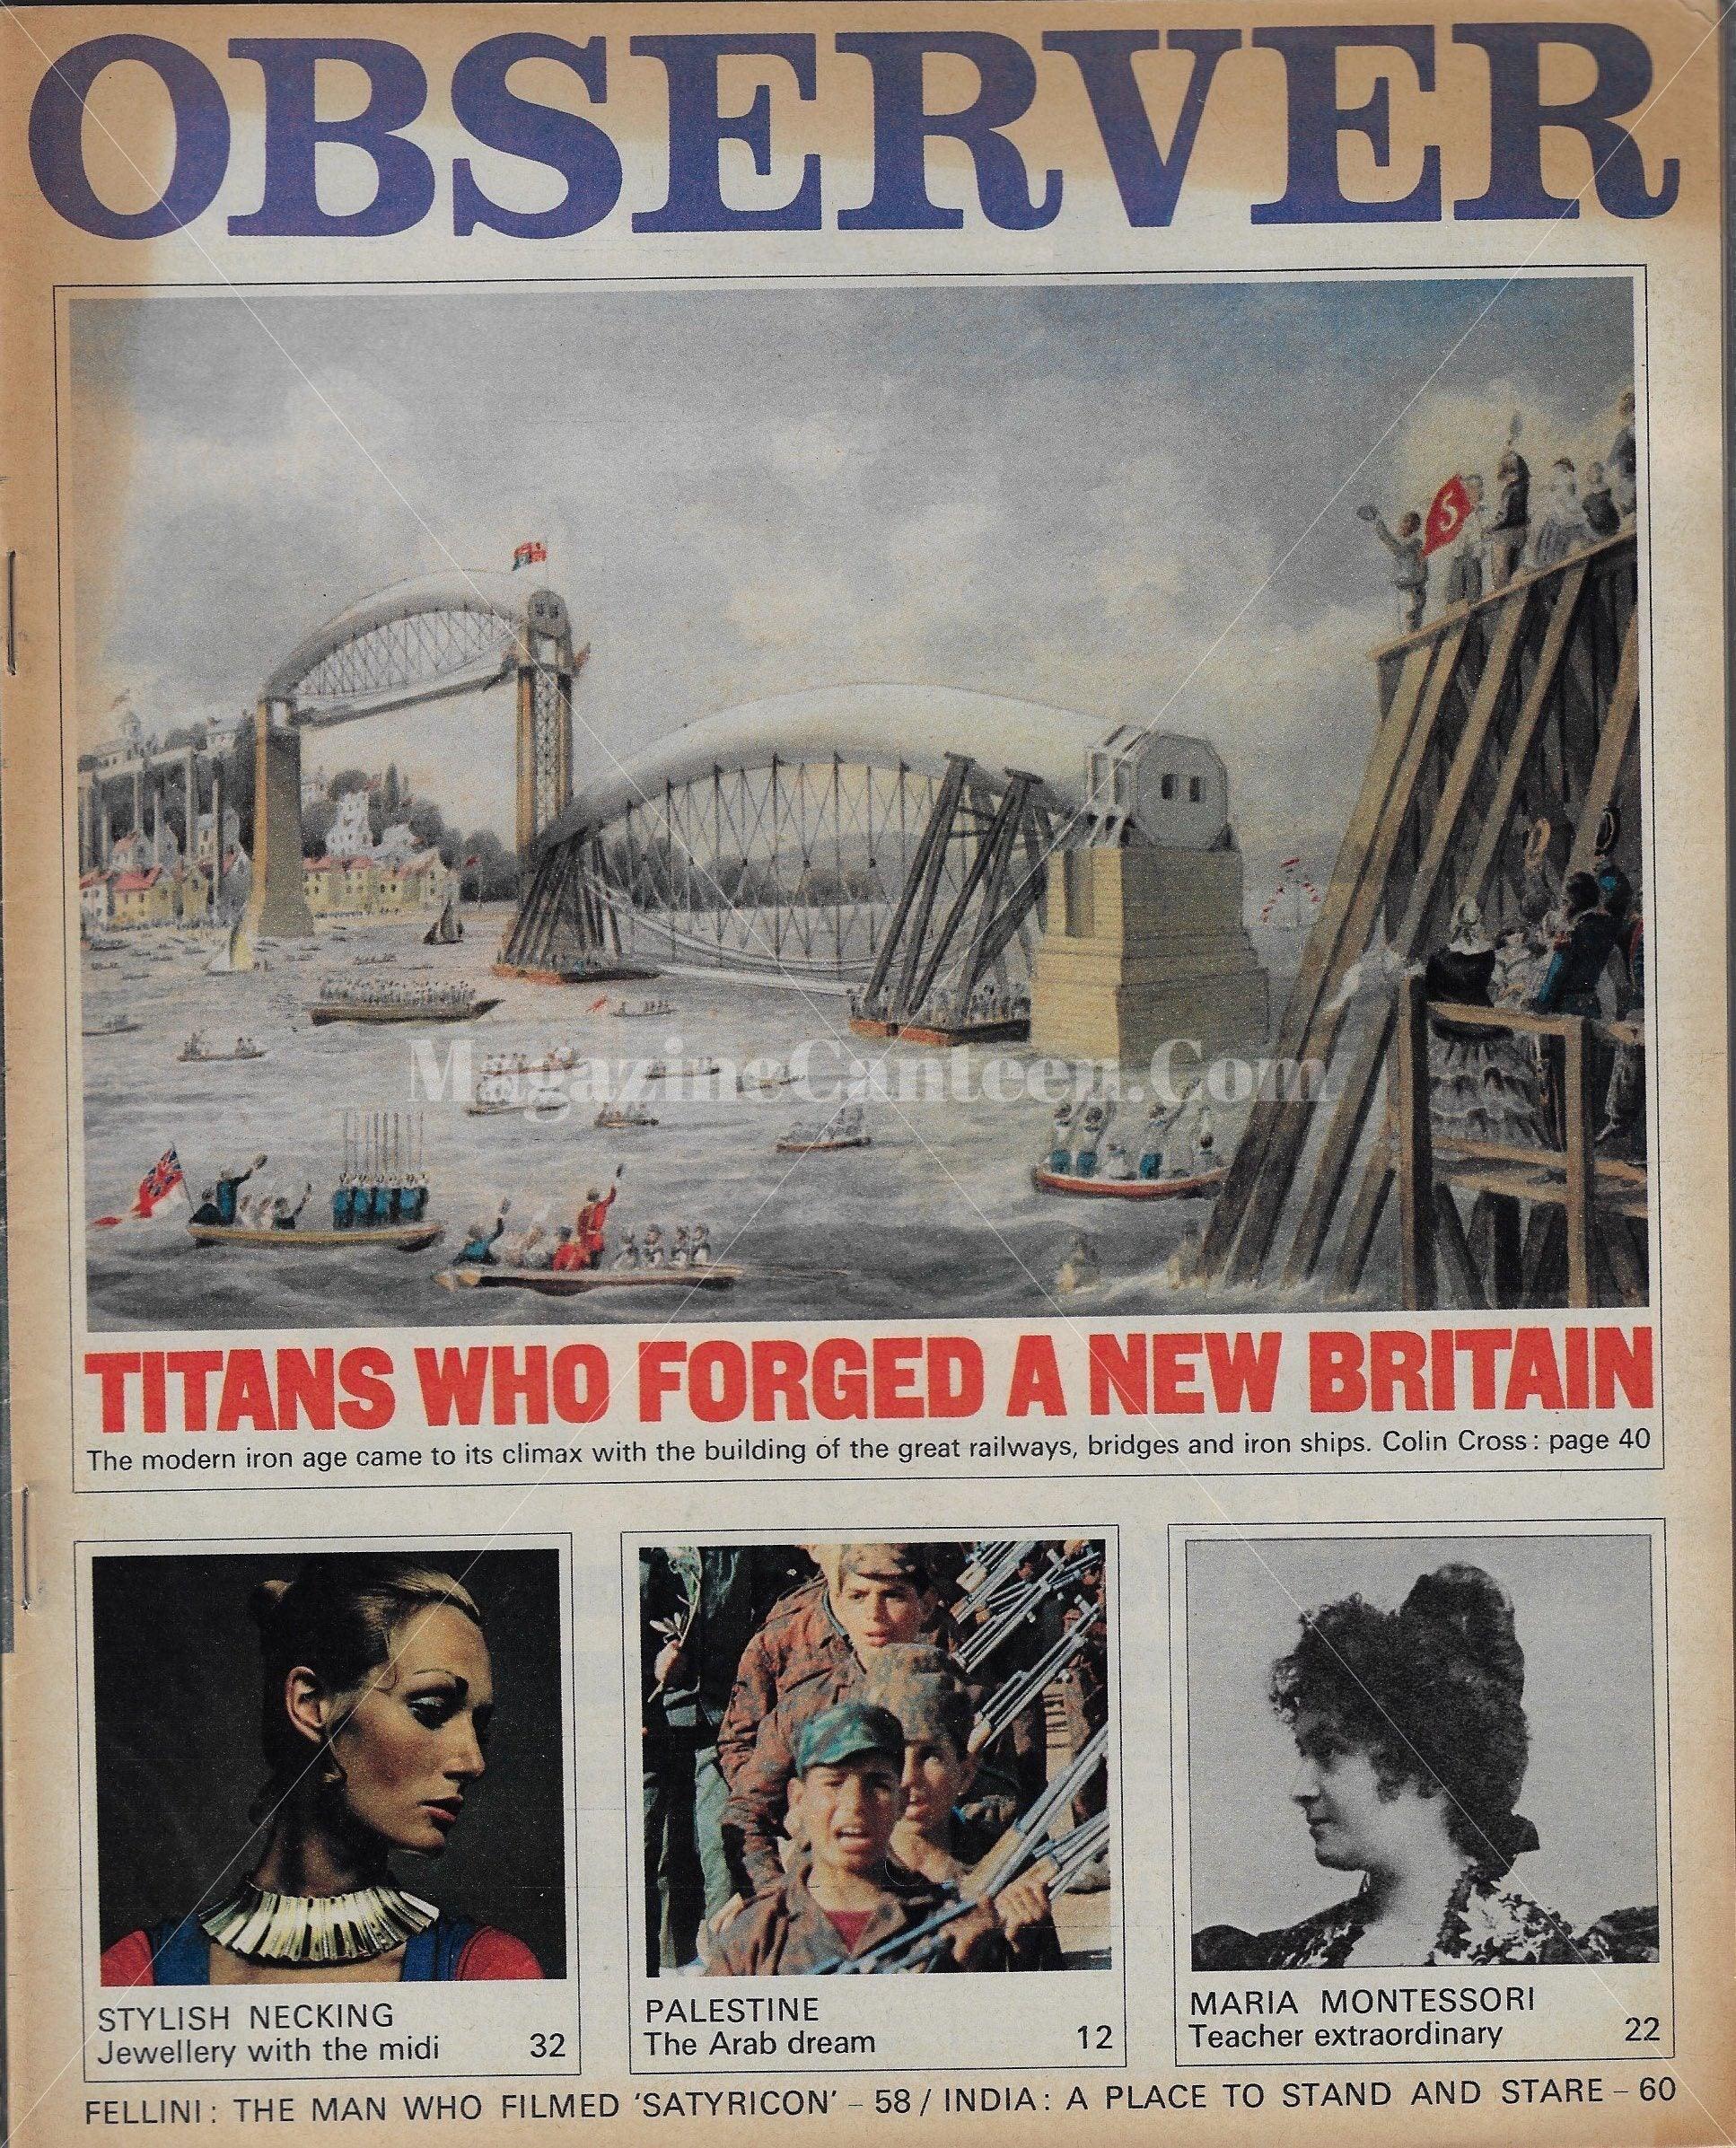 OBSERVER
5
MagazineCanteen.Com
TITANS WHO FORGED A NEW BRITAIN
The modern iron age came to its climax with the building of the great railways, bridges and iron ships. Colin Cross: page 40
STYLISH NECKING
Jewellery with the midi 32
PALESTINE
The Arab dream 12
MARIA MONTESSORI
Teacher extraordinary 22
FELLINI: THE MAN WHO FILMED 'SATYRICON' – 58 / INDIA: A PLACE TO STAND AND STARE – 60